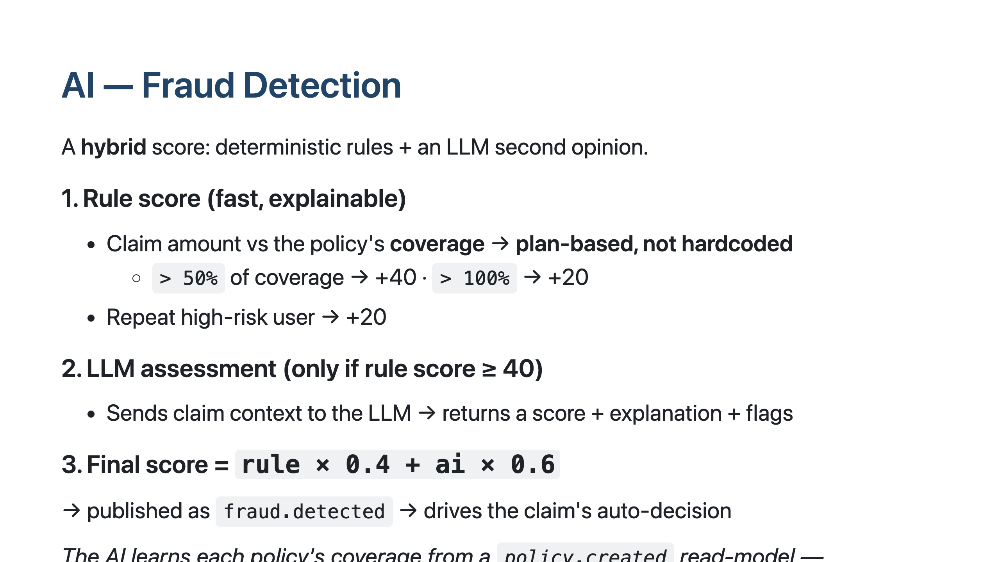 AI — Fraud Detection
A hybrid score: deterministic rules + an LLM second opinion.
1. Rule score (fast, explainable)
• Claim amount vs the policy's coverage → plan-based, not hardcoded
◦ > 50% of coverage → +40 · > 100% → +20
• Repeat high-risk user → +20
2. LLM assessment (only if rule score ≥ 40)
• Sends claim context to the LLM → returns a score + explanation + flags
3. Final score = rule × 0.4 + ai × 0.6
→ published as fraud.detected → drives the claim's auto-decision
The AI learns each policy's coverage from a policy.created read-model —